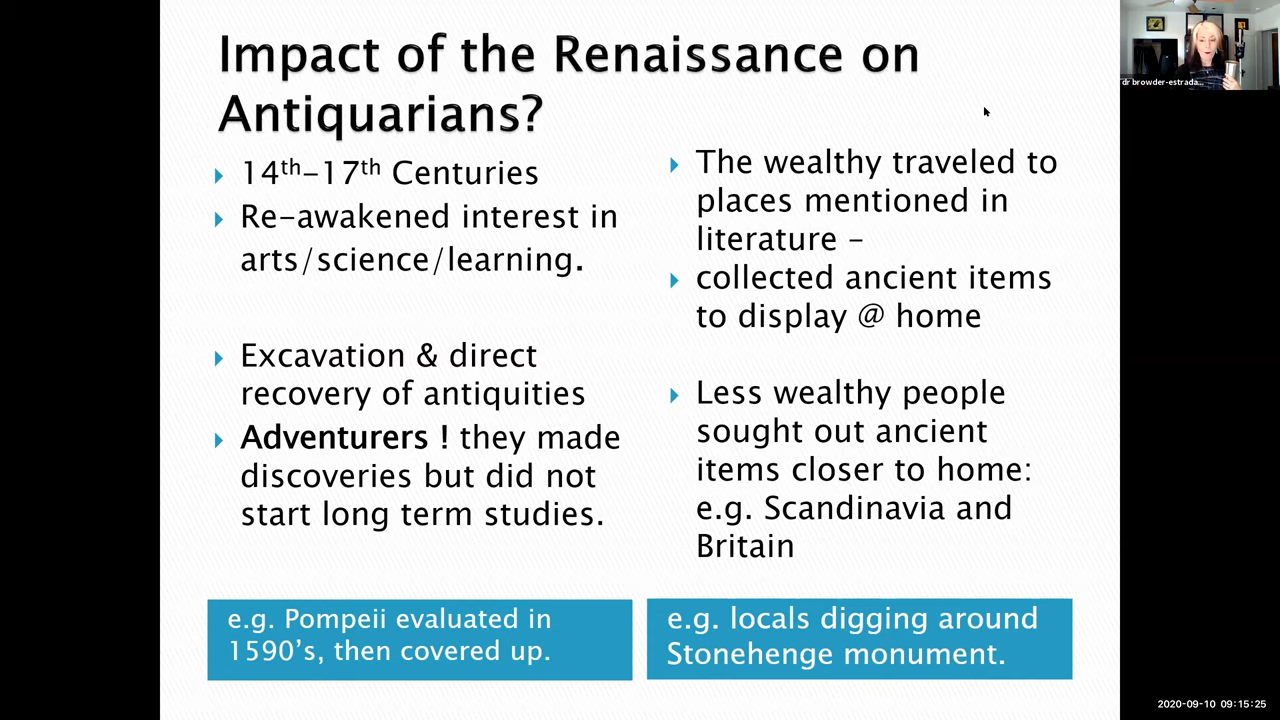 Impact of the Renaissance on
Antiquarians?
14th-17th Centuries
Re-awakened interest in
arts/science/learning.
Excavation & direct
recovery of antiquities
Adventurers ! they made
discoveries but did not
start long term studies.
e.g. Pompeii evaluated in
1590's, then covered up.
The wealthy traveled to
places mentioned in
literature –
collected ancient items
to display @ home
Less wealthy people
sought out ancient
items closer to home:
e.g. Scandinavia and
Britain
e.g. locals digging around
Stonehenge monument.
dr browder-estrada...
2020-09-10 09:15:25